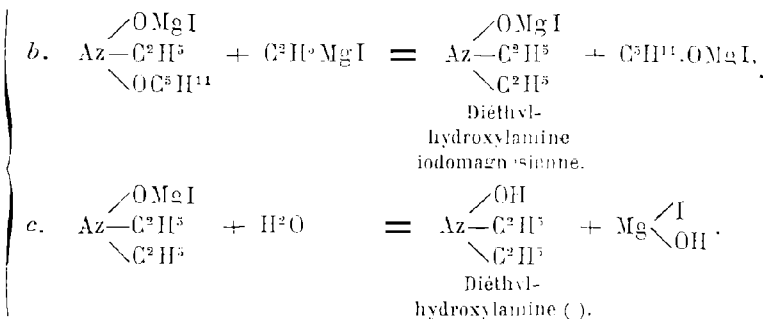 OMgI OMgI
b. Az—C²H⁵ + C²H⁵MgI = Az—C²H⁵ + C⁵H¹¹.OMgI,
OC⁵H¹¹ C²H⁵
Diéthyl-
hydroxylamine
iodomagnésienne.
OMgI OH
c. Az—C²H⁵ + H²O = Az—C²H⁵ + Mg I
C²H⁵ C²H⁵ OH.
Diéthyl-
hydroxylamine ( ).